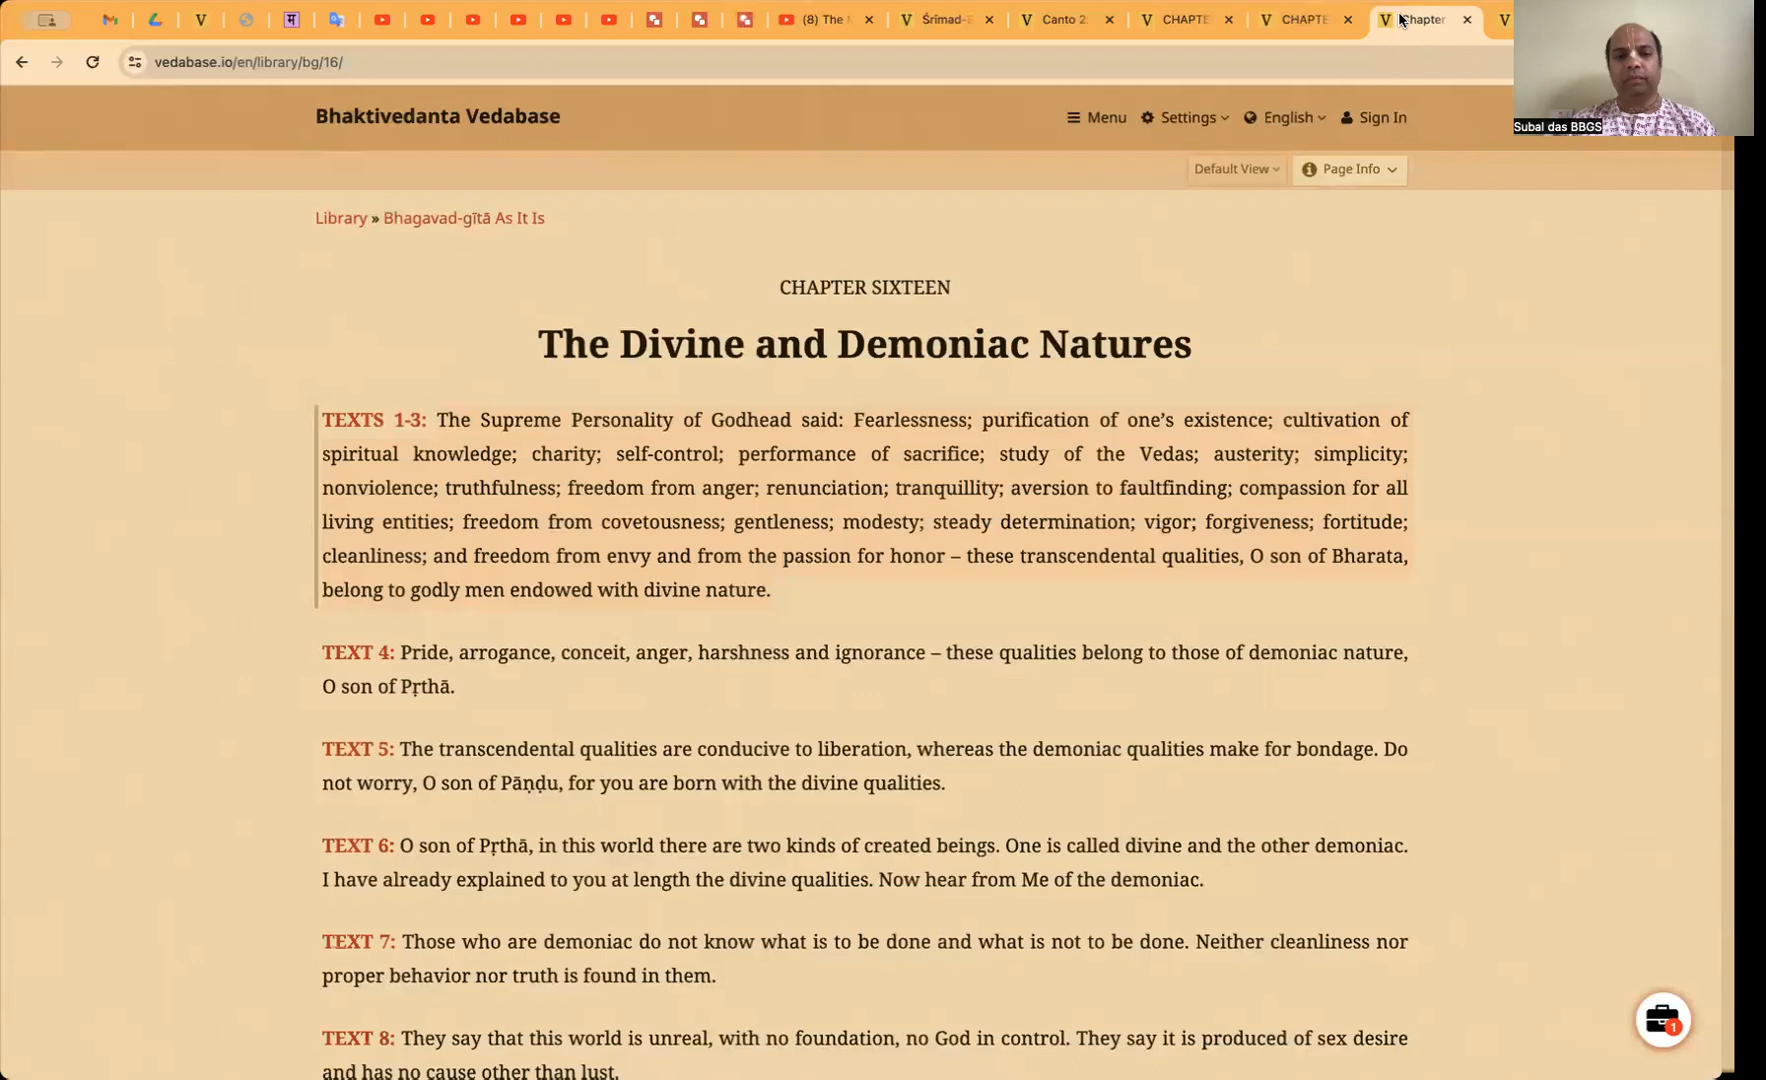 (8) The
Śrīmad-
Canto 2:
CHAPTE
CHAPTE
Chapter
vedabase.io/en/library/bg/16/
Bhaktivedanta Vedabase
Menu Settings English Sign In
Subal das BBGS
Default View Page Info
Library » Bhagavad-gītā As It Is
CHAPTER SIXTEEN
The Divine and Demoniac Natures
TEXTS 1-3: The Supreme Personality of Godhead said: Fearlessness; purification of one’s existence; cultivation of
spiritual knowledge; charity; self-control; performance of sacrifice; study of the Vedas; austerity; simplicity;
nonviolence; truthfulness; freedom from anger; renunciation; tranquillity; aversion to faultfinding; compassion for all
living entities; freedom from covetousness; gentleness; modesty; steady determination; vigor; forgiveness; fortitude;
cleanliness; and freedom from envy and from the passion for honor – these transcendental qualities, O son of Bharata,
belong to godly men endowed with divine nature.
TEXT 4: Pride, arrogance, conceit, anger, harshness and ignorance – these qualities belong to those of demoniac nature,
O son of Pṛthā.
TEXT 5: The transcendental qualities are conducive to liberation, whereas the demoniac qualities make for bondage. Do
not worry, O son of Pāṇḍu, for you are born with the divine qualities.
TEXT 6: O son of Pṛthā, in this world there are two kinds of created beings. One is called divine and the other demoniac.
I have already explained to you at length the divine qualities. Now hear from Me of the demoniac.
TEXT 7: Those who are demoniac do not know what is to be done and what is not to be done. Neither cleanliness nor
proper behavior nor truth is found in them.
TEXT 8: They say that this world is unreal, with no foundation, no God in control. They say it is produced of sex desire
and has no cause other than lust.
1